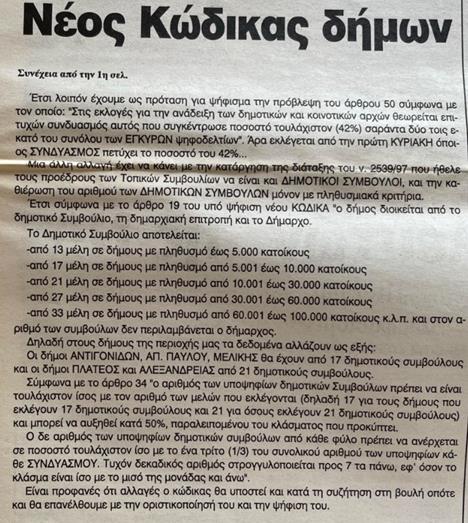 Νέος Κώδικας δήμων
Συνέχεια από την 1η σελ.
Έτσι λοιπόν έχουμε ως πρόταση για ψήφισμα την πρόβλεψη του άρθρου 50 σύμφωνα με
τον οποίο: "Στις εκλογές για την ανάδειξη των δημοτικών και κοινοτικών αρχών θεωρείται επι-
τυχών συνδυασμός αυτός που συγκέντρωσε ποσοστό τουλάχιστον (42%) σαράντα δύο τοις ε-
κατό του συνόλου των ΕΓΚΥΡΩΝ ψηφοδελτίων". Άρα εκλέγεται από την πρώτη ΚΥΡΙΑΚΗ όποι-
ος ΣΥΝΔΥΑΣΜΟΣ πετύχει το ποσοστό του 42%...
Μια άλλη αλλαγή έχει να κάνει με την κατάργηση της διάταξης του ν. 2539/97 που ήθελε
τους προέδρους των Τοπικών Συμβουλίων να είναι και ΔΗΜΟΤΙΚΟΙ ΣΥΜΒΟΥΛΟΙ, και την κα-
θιέρωση του αριθμού των ΔΗΜΟΤΙΚΩΝ ΣΥΜΒΟΥΛΩΝ μόνον με πληθυσμιακά κριτήρια.
Έτσι σύμφωνα με το άρθρο 19 του υπό ψήφιση νέου ΚΩΔΙΚΑ "ο δήμος διοικείται από το
δημοτικό Συμβούλιο, τη δημαρχιακή επιτροπή και το Δήμαρχο.
Το Δημοτικό Συμβούλιο αποτελείται:
-από 13 μέλη σε δήμους με πληθυσμό έως 5.000 κατοίκους
-από 17 μέλη σε δήμους με πληθυσμό από 5.001 έως 10.000 κατοίκους
-από 21 μέλη σε δήμους με πληθυσμό από 10.001 έως 30.000 κατοίκους
-από 27 μέλη σε δήμους με πληθυσμό από 30.001 έως 60.000 κατοίκους
-από 33 μέλη σε δήμους με πληθυσμό από 60.001 έως 100.000 κατοίκους κ.λ.π. και στον α-
ριθμό των συμβούλων δεν περιλαμβάνεται ο δήμαρχος.
Δηλαδή στους δήμους της περιοχής μας τα δεδομένα αλλάζουν ως εξής:
Οι δήμοι ΑΝΤΙΓΟΝΙΔΩΝ, ΑΠ. ΠΑΥΛΟΥ, ΜΕΛΙΚΗΣ θα έχουν από 17 δημοτικούς συμβούλους
και οι δήμοι ΠΛΑΤΕΟΣ και ΑΛΕΞΑΝΔΡΕΙΑΣ από 21 δημοτικούς συμβούλους.
Σύμφωνα με το άρθρο 34 "ο αριθμός των υποψηφίων δημοτικών Συμβούλων πρέπει να είναι
τουλάχιστον ίσος με τον αριθμό των μελών που εκλέγονται (δηλαδή 17 για τους δήμους που
εκλέγουν 17 δημοτικούς συμβούλους και 21 για όσους εκλέγουν 21 δημοτικούς συμβούλους)
και μπορεί να αυξηθεί κατά 50%, παραλειπομένου του κλάσματος που προκύπτει.
Ο δε αριθμός των υποψηφίων δημοτικών συμβούλων από κάθε φύλο πρέπει να ανέρχεται
σε ποσοστό τουλάχιστον ίσο με το ένα τρίτο (1/3) του συνολικού αριθμού των υποψηφίων κά-
θε ΣΥΝΔΥΑΣΜΟΥ. Τυχόν δεκαδικός αριθμός στρογγυλοποιείται προς 7 τα πάνω, εφ' όσον το
κλάσμα είναι ίσο με το μισό της μονάδας και άνω".
Είναι προφανές ότι αλλαγές ο κώδικας θα υποστεί και κατά τη συζήτηση στη βουλή οπότε
και θα επανέλθουμε με την οριστικοποίησή του και την ψήφιση του.